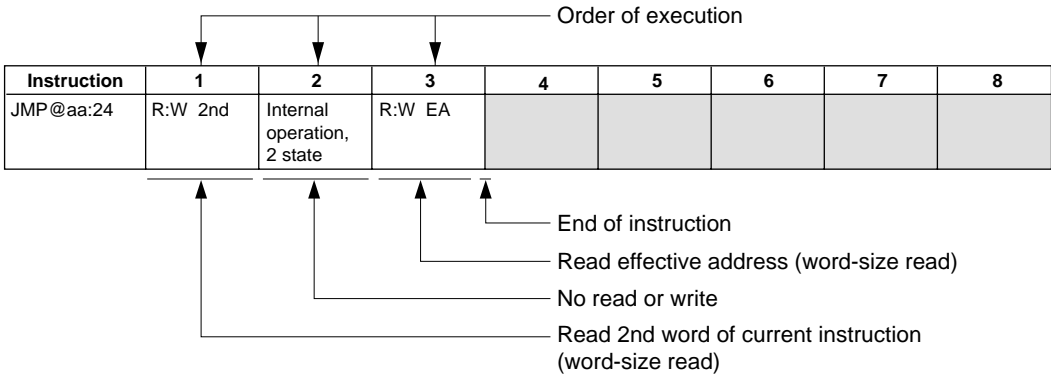 Order of execution
Instruction 1 2 3 4 5 6 7 8
JMP@aa:24 R:W 2nd Internal R:W EA
operation,
2 state
End of instruction
Read effective address (word-size read)
No read or write
Read 2nd word of current instruction
(word-size read)